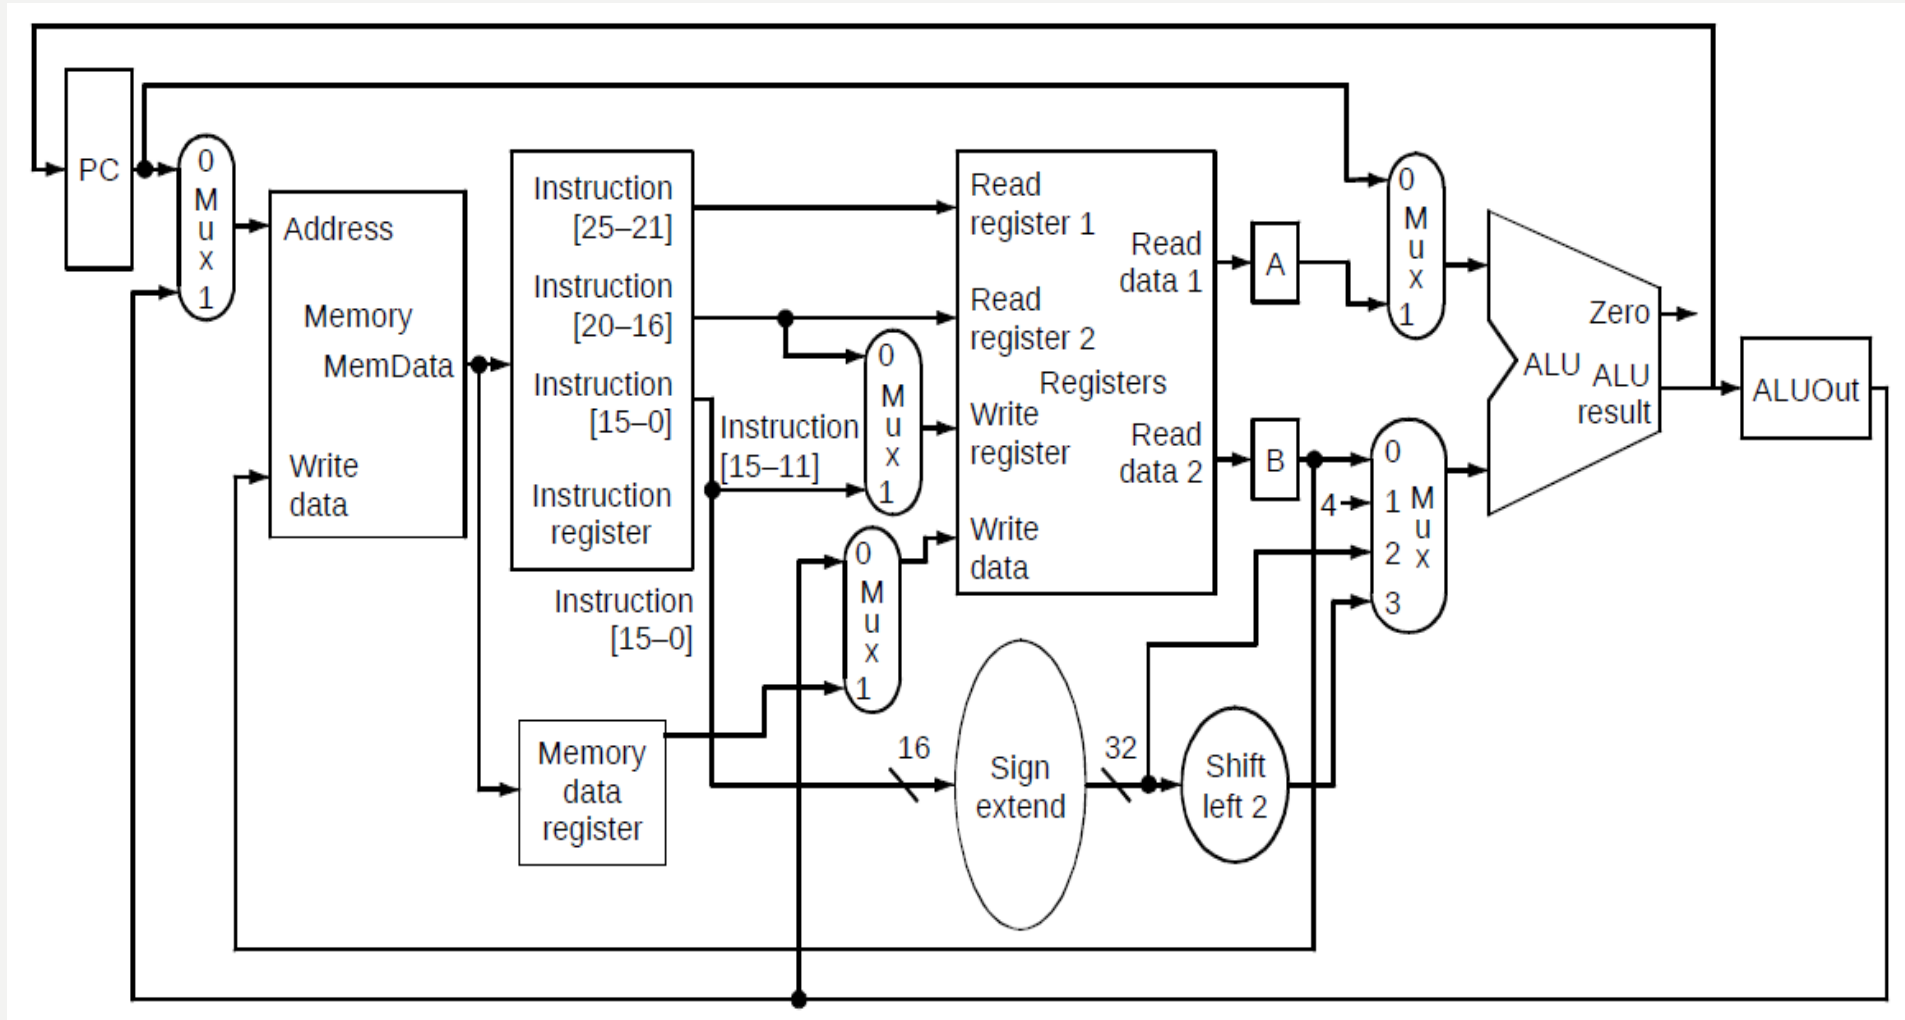 PC
0
M
u
x
1
Address
Memory
MemData
Write
data
Instruction
[25–21]
Instruction
[20–16]
Instruction
[15–0]
Instruction
register
Instruction
[15–0]
Memory
data
register
Instruction
[15–11]
0
M
u
x
1
0
M
u
x
1
16
Read
register 1
Read
register 2
Registers
Write
register
Write
data
Read
data 1
Read
data 2
Sign
extend
32
Shift
left 2
A
B
4
0
M
u
x
1
0
1
2
3
M
u
x
Zero
ALU
ALU
result
ALUOut